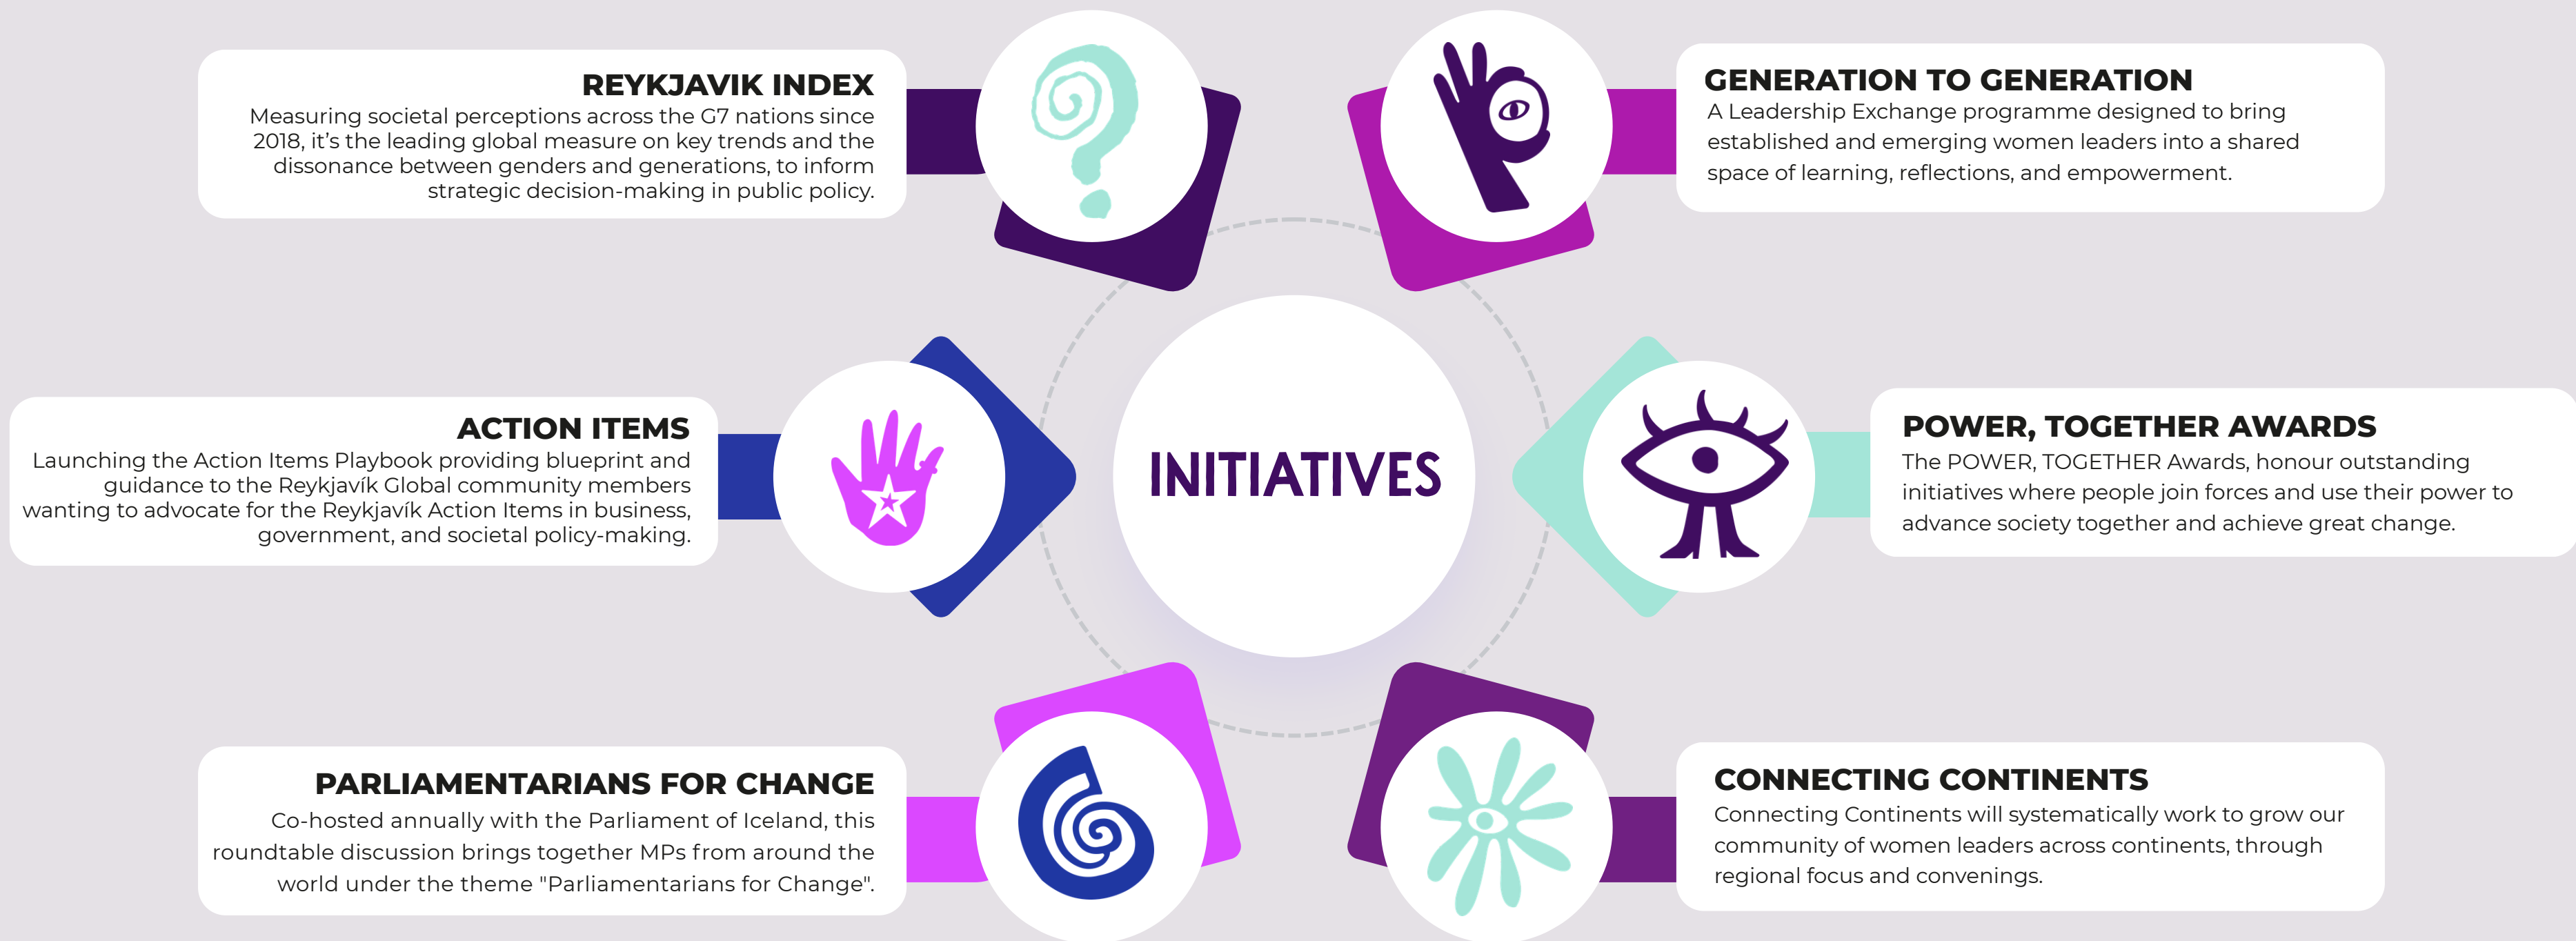 REYKJAVIK INDEX
Measuring societal perceptions across the G7 nations since
2018, it’s the leading global measure on key trends and the
dissonance between genders and generations, to inform
strategic decision-making in public policy.
GENERATION TO GENERATION
A Leadership Exchange programme designed to bring
established and emerging women leaders into a shared
space of learning, reflections, and empowerment.
ACTION ITEMS
Launching the Action Items Playbook providing blueprint and
guidance to the Reykjavík Global community members
wanting to advocate for the Reykjavík Action Items in business,
government, and societal policy-making.
INITIATIVES
POWER, TOGETHER AWARDS
The POWER, TOGETHER Awards, honour outstanding
initiatives where people join forces and use their power to
advance society together and achieve great change.
PARLIAMENTARIANS FOR CHANGE
Co-hosted annually with the Parliament of Iceland, this
roundtable discussion brings together MPs from around the
world under the theme "Parliamentarians for Change".
CONNECTING CONTINENTS
Connecting Continents will systematically work to grow our
community of women leaders across continents, through
regional focus and convenings.